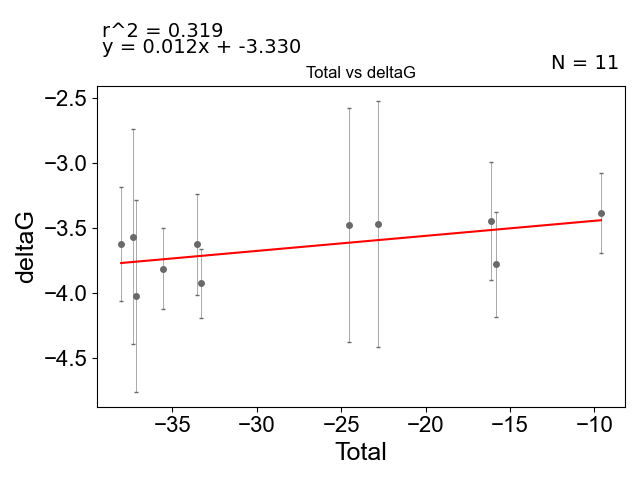 r^2 = 0.319
y = 0.012x + -3.330
N = 11
Total vs deltaG
−2.5
−3.0
−3.5
−4.0
−4.5
deltaG
−35
−30
−25
−20
−15
−10
Total